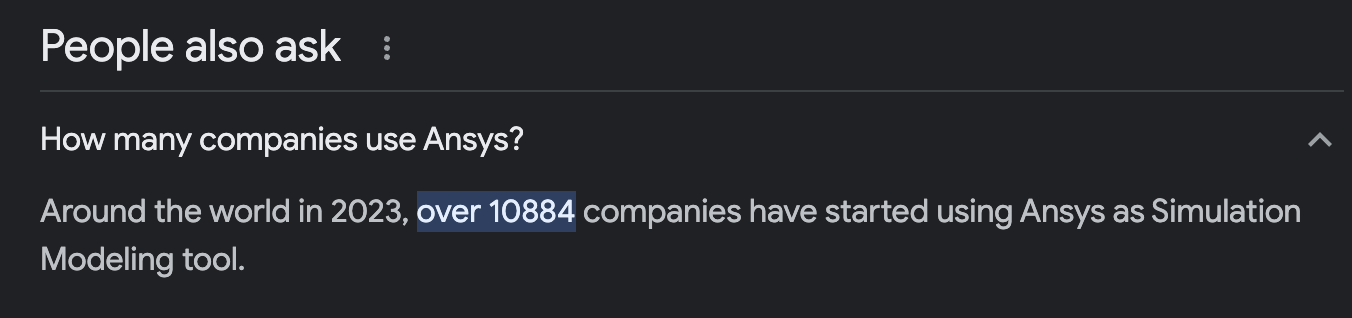 People also ask
How many companies use Ansys?
Around the world in 2023, over 10884 companies have started using Ansys as Simulation
Modeling tool.